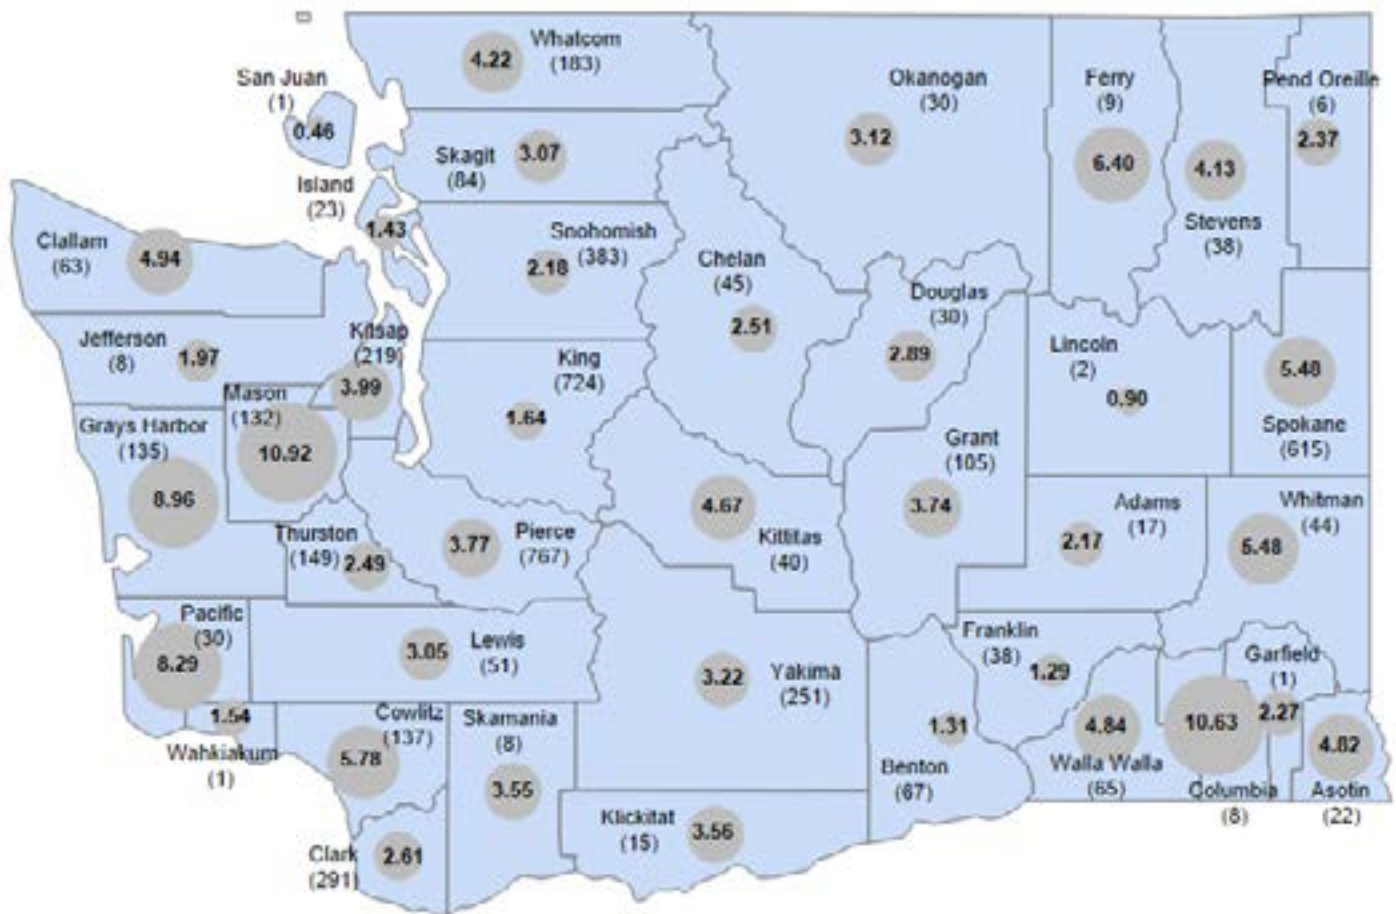 Whatcom
(183)
4.22
San Juan
(1)
0.46
Okanogan
(30)
3.12
Ferry
(9)
6.40
Pend Oreille
(6)
2.37
Skagit
(84)
3.07
Island
(23)
1.43
4.13
Stevens
(38)
Clallam
(63)
4.94
Snohomish
(383)
2.18
Chelan
(45)
2.51
Douglas
(30)
2.89
Jefferson
(8)
1.97
Kitsap
(219)
3.99
King
(724)
1.64
Lincoln
(2)
0.90
5.48
Spokane
(615)
Mason
(132)
10.92
Grays Harbor
(135)
8.96
Grant
(105)
3.74
4.67
Kittitas
(40)
Adams
(17)
2.17
Whitman
(44)
5.48
Thurston
(149)
2.49
Pierce
(767)
3.77
Pacific
(30)
8.29
Lewis
(51)
3.05
Yakima
(251)
3.22
Franklin
(38)
1.29
Garfield
(1)
2.27
1.54
Wahkiakum
(1)
Cowlitz
(137)
5.78
Skamania
(8)
3.55
1.31
Benton
(67)
4.84
Walla Walla
(65)
10.63
Columbia
(8)
4.82
Asotin
(22)
Klickitat
(15)
3.56
Clark
(291)
2.61